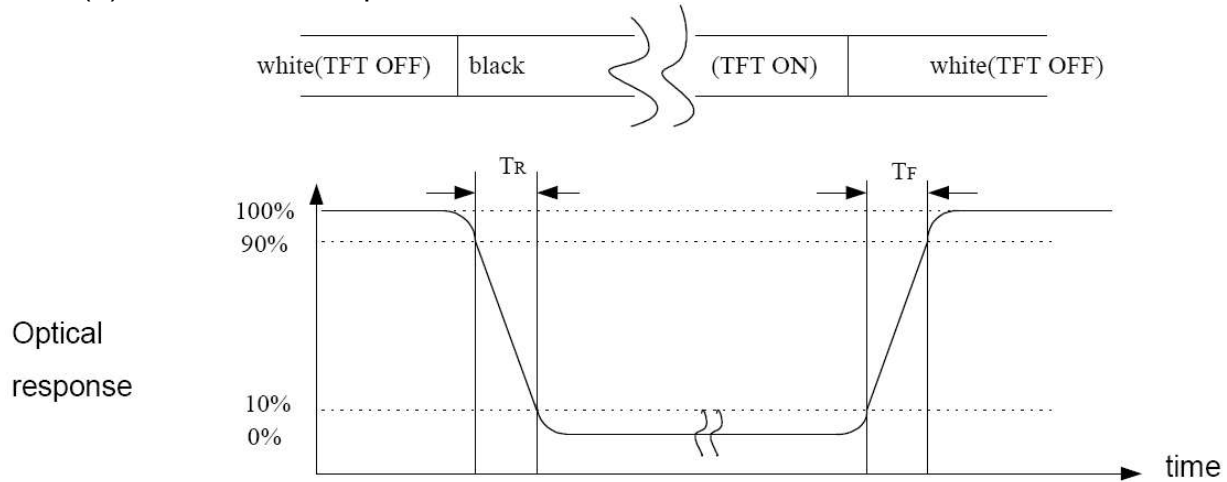 white(TFT OFF) black (TFT ON) white(TFT OFF)
TR TF
100%
90%
Optical
response
10%
0%
time